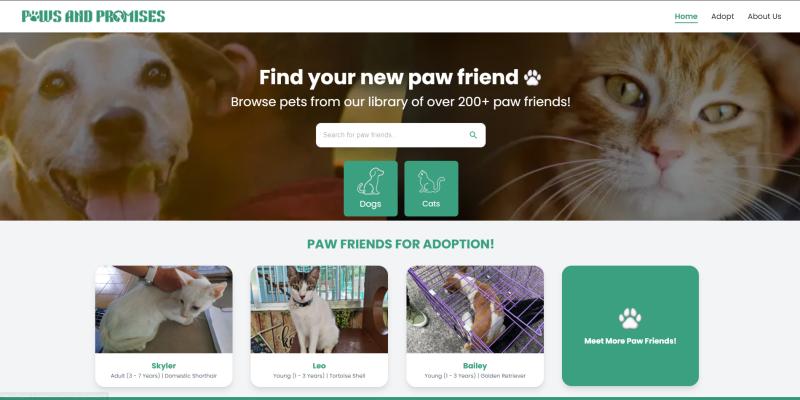 PAWS AND PROMISES
Home Adopt About Us
Find your new paw friend
Browse pets from our library of over 200+ paw friends!
Search for paw friends...
Dogs Cats
PAW FRIENDS FOR ADOPTION!
Skyler
Adult (3 - 7 Years) | Domestic Shorthair
Leo
Young (1 - 3 Years) | Tortoise Shell
Bailey
Young (1 - 3 Years) | Golden Retriever
Meet More Paw Friends!